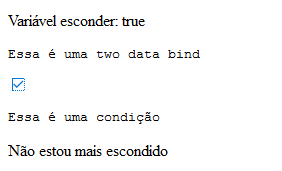 Variável esconder: true
Essa é uma two data bind
Essa é uma condição
Não estou mais escondido